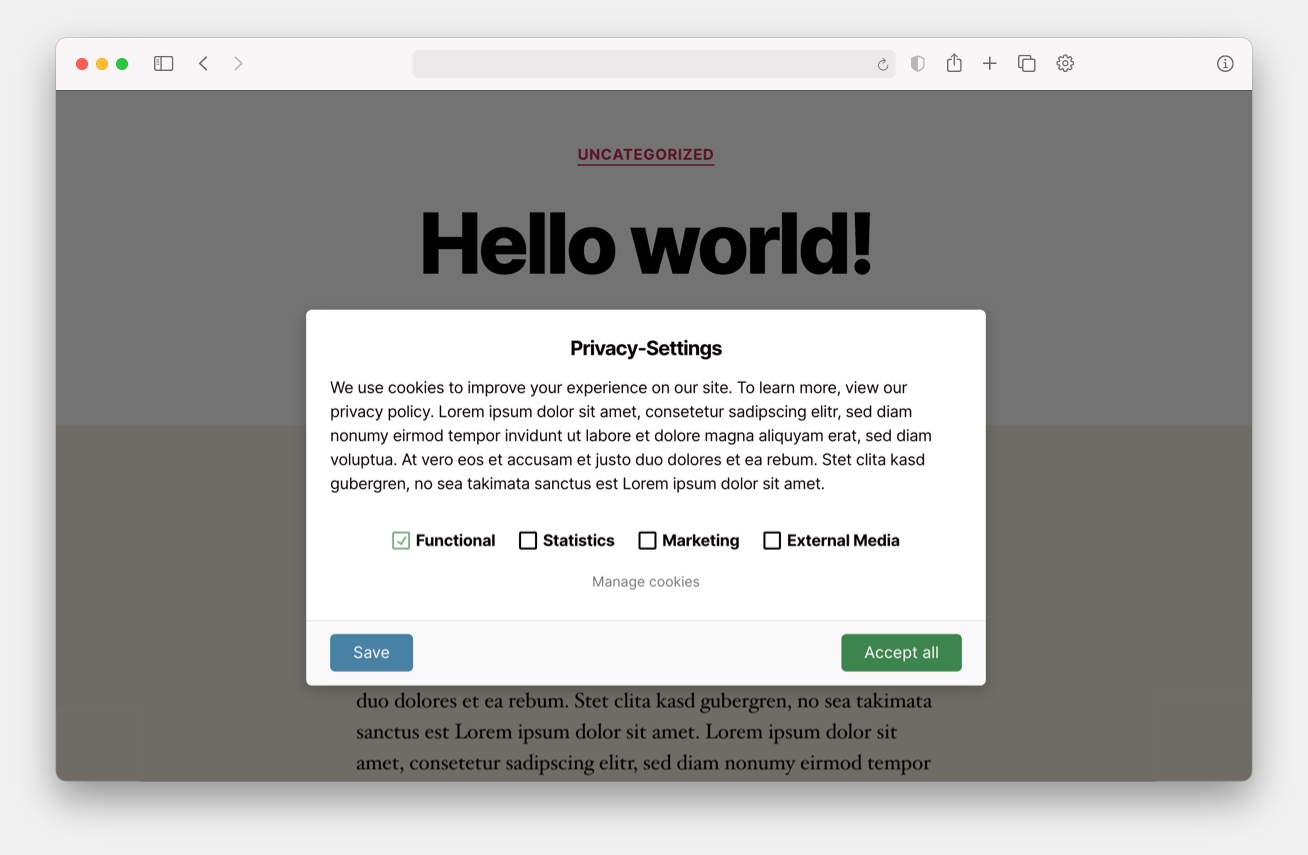 UNCATEGORIZED
Hello world!
Privacy-Settings
We use cookies to improve your experience on our site. To learn more, view our
privacy policy. Lorem ipsum dolor sit amet, consetetur sadipscing elitr, sed diam
nonumy eirmod tempor invidunt ut labore et dolore magna aliquyam erat, sed diam
voluptua. At vero eos et accusam et justo duo dolores et ea rebum. Stet clita kasd
gubergren, no sea takimata sanctus est Lorem ipsum dolor sit amet.
Functional Statistics Marketing External Media
Manage cookies
Save Accept all
duo dolores et ea rebum. Stet clita kasd gubergren, no sea takimata
sanctus est Lorem ipsum dolor sit amet. Lorem ipsum dolor sit
amet, consetetur sadipscing elitr, sed diam nonumy eirmod tempor